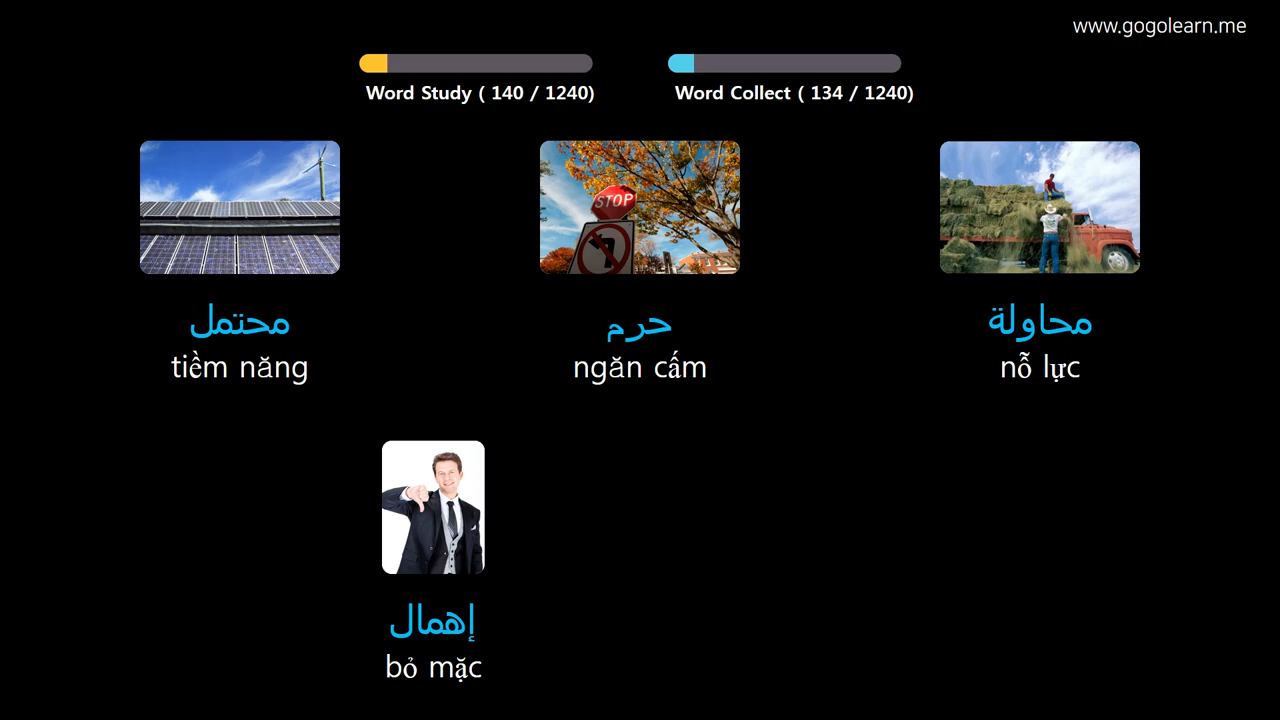 www.gogolearn.me
Word Study ( 140 / 1240)
Word Collect ( 134 / 1240)
STOP
محتمل
tiềm năng
حرم
ngăn cấm
محاولة
nỗ lực
إهمال
bỏ mặc